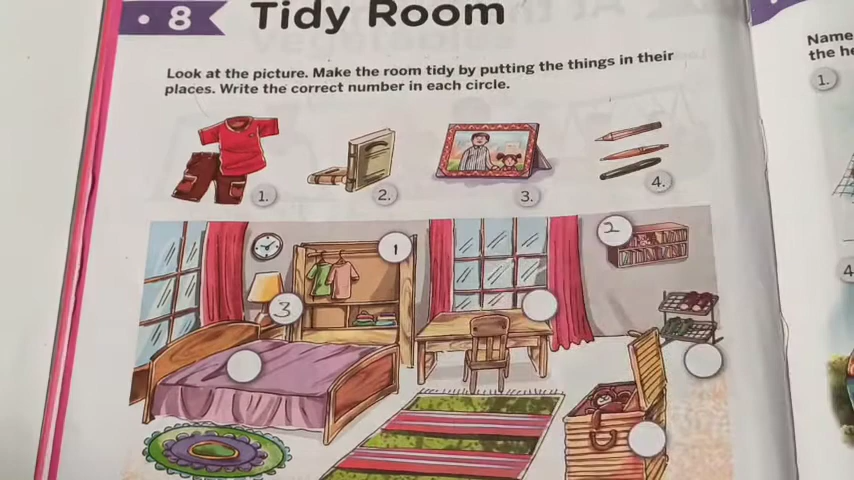 8 Tidy Room
Look at the picture. Make the room tidy by putting the things in their
places. Write the correct number in each circle.
1. 2. 3. 4.
1 2
3
Name
the he
1.
4